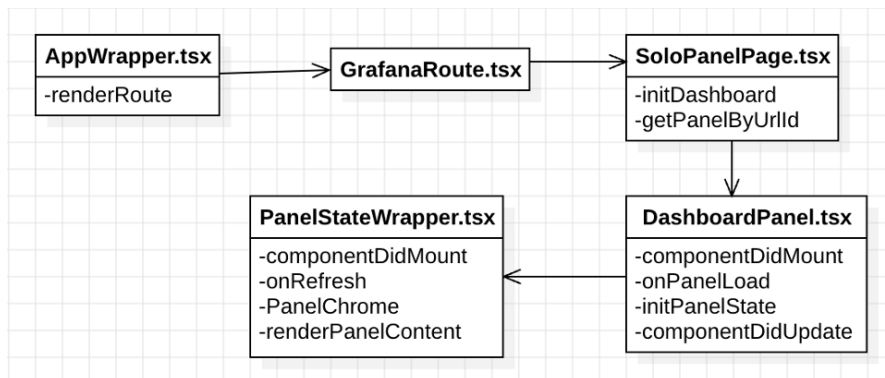 AppWrapper.tsx
-renderRoute
GrafanaRoute.tsx
SoloPanelPage.tsx
-initDashboard
-getPanelByUrlId
PanelStateWrapper.tsx
-componentDidMount
-onRefresh
-PanelChrome
-renderPanelContent
DashboardPanel.tsx
-componentDidMount
-onPanelLoad
-initPanelState
-componentDidUpdate